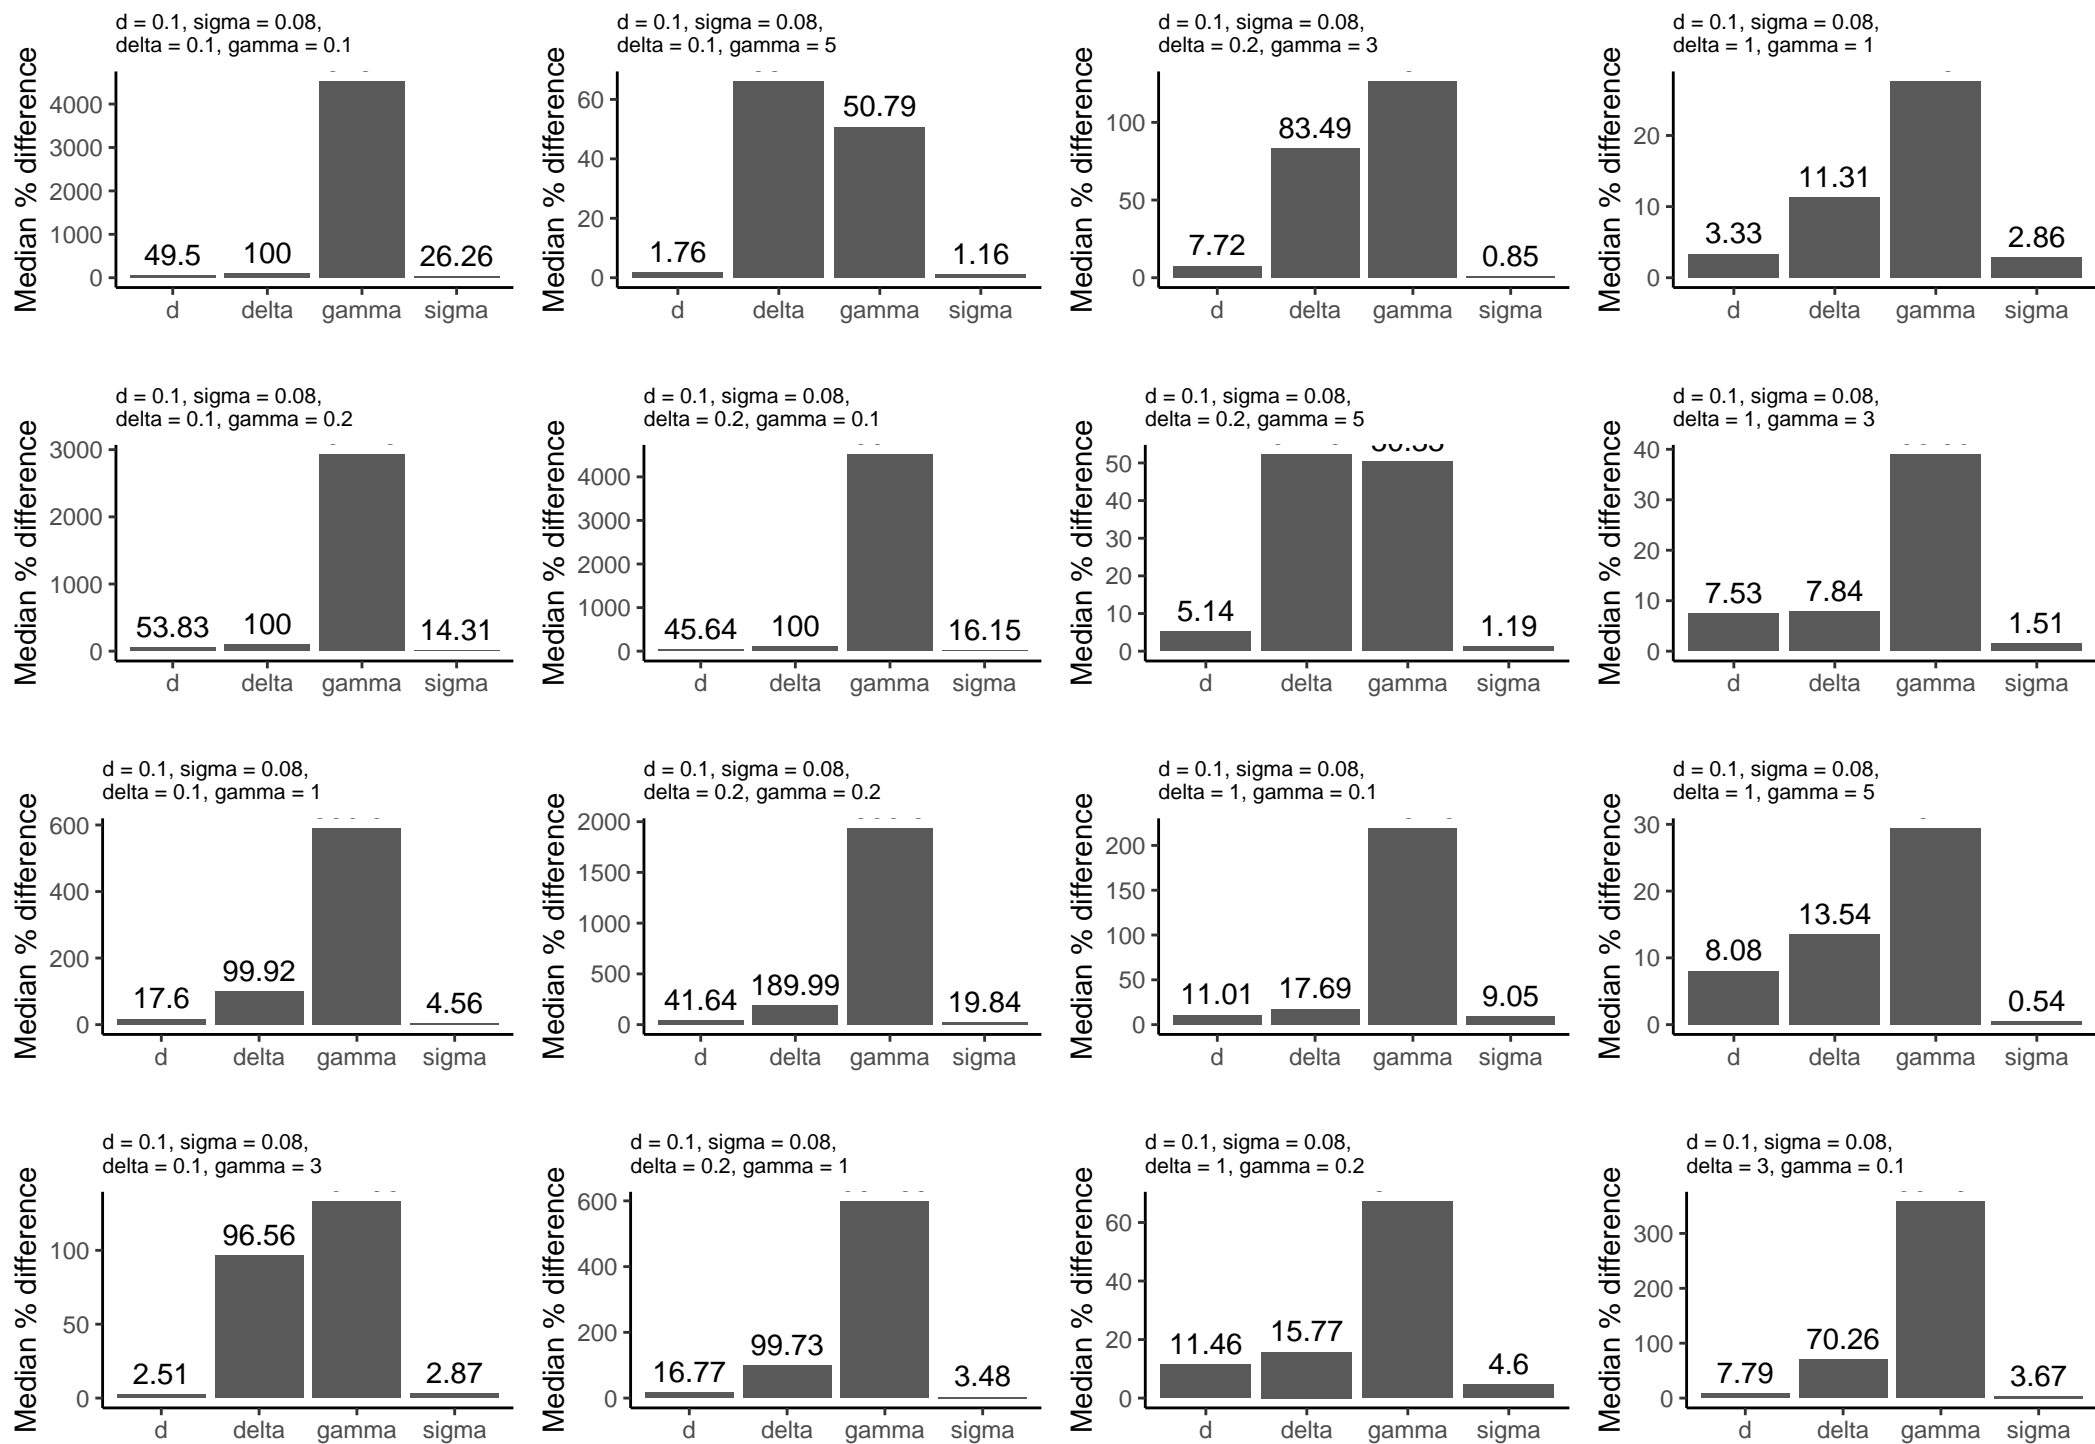 d = 0.1, sigma = 0.08,
delta = 0.1, gamma = 0.1
Median % difference
4000
3000
2000
1000
0
49.5
100
26.26
d
delta
gamma
sigma
d = 0.1, sigma = 0.08,
delta = 0.1, gamma = 5
Median % difference
60
40
20
0
1.76
50.79
1.16
d
delta
gamma
sigma
d = 0.1, sigma = 0.08,
delta = 0.2, gamma = 3
Median % difference
100
50
0
7.72
83.49
0.85
d
delta
gamma
sigma
d = 0.1, sigma = 0.08,
delta = 1, gamma = 1
Median % difference
20
10
0
3.33
11.31
2.86
d
delta
gamma
sigma
d = 0.1, sigma = 0.08,
delta = 0.1, gamma = 0.2
Median % difference
3000
2000
1000
0
53.83
100
14.31
d
delta
gamma
sigma
d = 0.1, sigma = 0.08,
delta = 0.2, gamma = 0.1
Median % difference
4000
3000
2000
1000
0
45.64
100
16.15
d
delta
gamma
sigma
d = 0.1, sigma = 0.08,
delta = 0.2, gamma = 5
Median % difference
50
40
30
20
10
0
5.14
1.19
d
delta
gamma
sigma
d = 0.1, sigma = 0.08,
delta = 1, gamma = 3
Median % difference
40
30
20
10
0
7.53
7.84
1.51
d
delta
gamma
sigma
d = 0.1, sigma = 0.08,
delta = 0.1, gamma = 1
Median % difference
600
400
200
0
17.6
99.92
4.56
d
delta
gamma
sigma
d = 0.1, sigma = 0.08,
delta = 0.2, gamma = 0.2
Median % difference
2000
1500
1000
500
0
41.64
189.99
19.84
d
delta
gamma
sigma
d = 0.1, sigma = 0.08,
delta = 1, gamma = 0.1
Median % difference
200
150
100
50
0
11.01
17.69
9.05
d
delta
gamma
sigma
d = 0.1, sigma = 0.08,
delta = 1, gamma = 5
Median % difference
30
20
10
0
8.08
13.54
0.54
d
delta
gamma
sigma
d = 0.1, sigma = 0.08,
delta = 0.1, gamma = 3
Median % difference
100
50
0
2.51
96.56
2.87
d
delta
gamma
sigma
d = 0.1, sigma = 0.08,
delta = 0.2, gamma = 1
Median % difference
600
400
200
0
16.77
99.73
3.48
d
delta
gamma
sigma
d = 0.1, sigma = 0.08,
delta = 1, gamma = 0.2
Median % difference
60
40
20
0
11.46
15.77
4.6
d
delta
gamma
sigma
d = 0.1, sigma = 0.08,
delta = 3, gamma = 0.1
Median % difference
300
200
100
0
7.79
70.26
3.67
d
delta
gamma
sigma